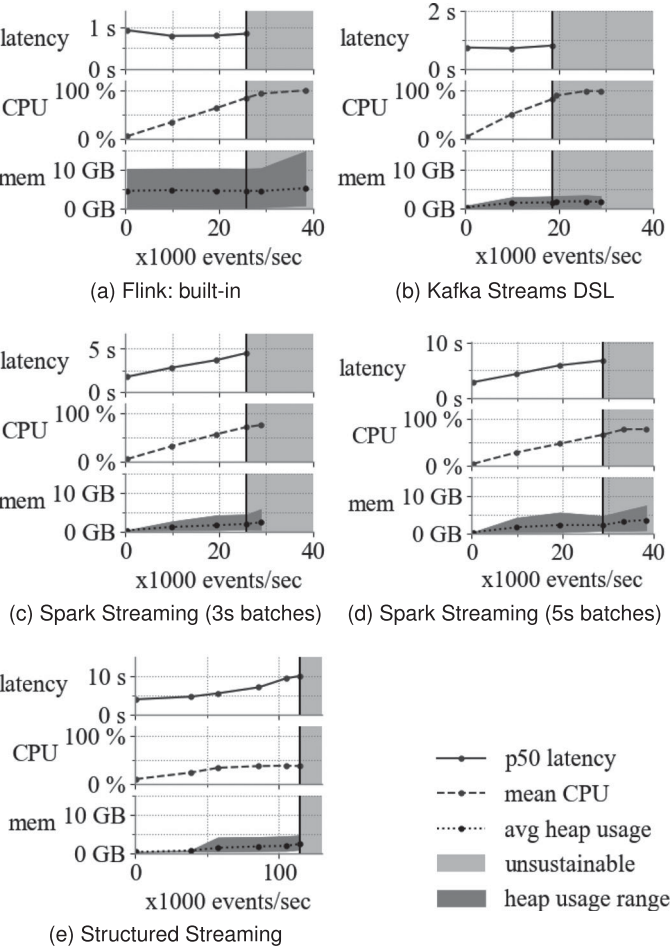 latency 1 s
0 s
CPU 100 %
0 %
mem 10 GB
0 GB
0 20 40
x1000 events/sec
(a) Flink: built-in
latency 2 s
0 s
CPU 100 %
0 %
mem 10 GB
0 GB
0 20 40
x1000 events/sec
(b) Kafka Streams DSL
latency 5 s
0 s
CPU 100 %
0 %
mem 10 GB
0 GB
0 20 40
x1000 events/sec
(c) Spark Streaming (3s batches)
latency 10 s
0 s
CPU 100 %
0 %
mem 10 GB
0 GB
0 20 40
x1000 events/sec
(d) Spark Streaming (5s batches)
latency 10 s
0 s
CPU 100 %
0 %
mem 10 GB
0 GB
0 100
x1000 events/sec
(e) Structured Streaming
p50 latency
mean CPU
avg heap usage
unsustainable
heap usage range